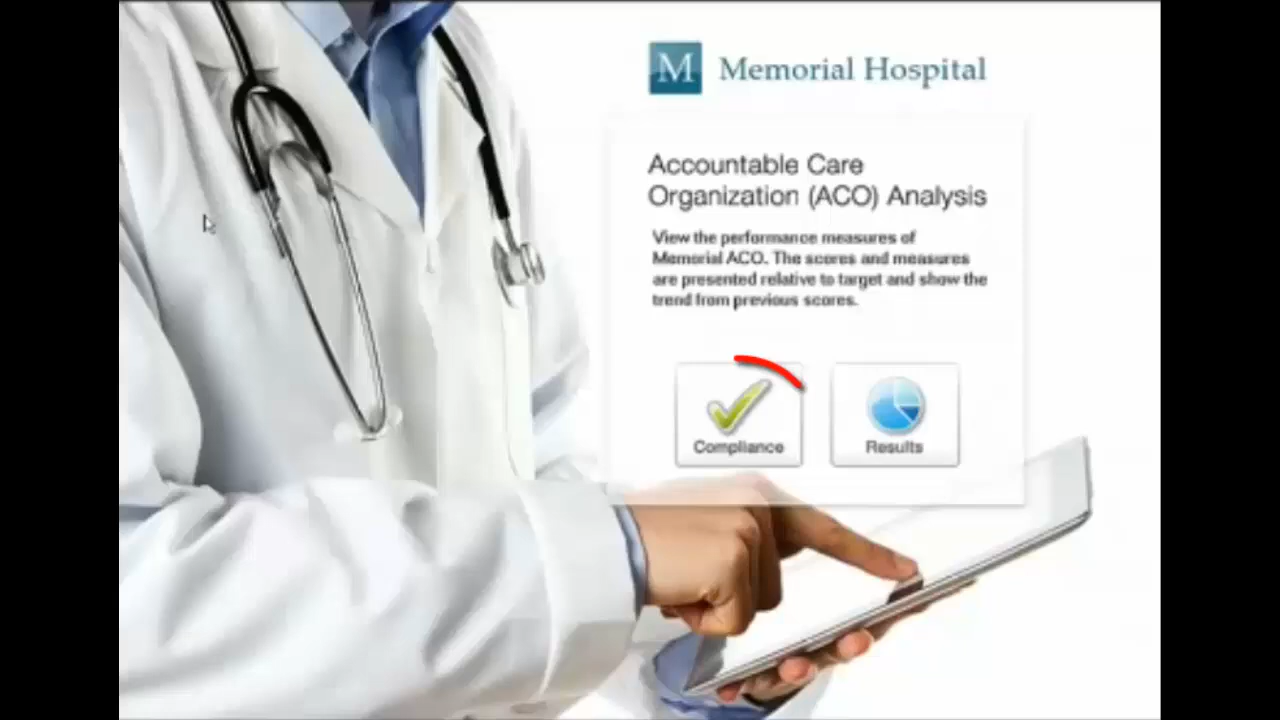 M Memorial Hospital
Accountable Care
Organization (ACO) Analysis
View the performance measures of
Memorial ACO. The scores and measures
are presented relative to target and show the
trend from previous scores.
Compliance
Results